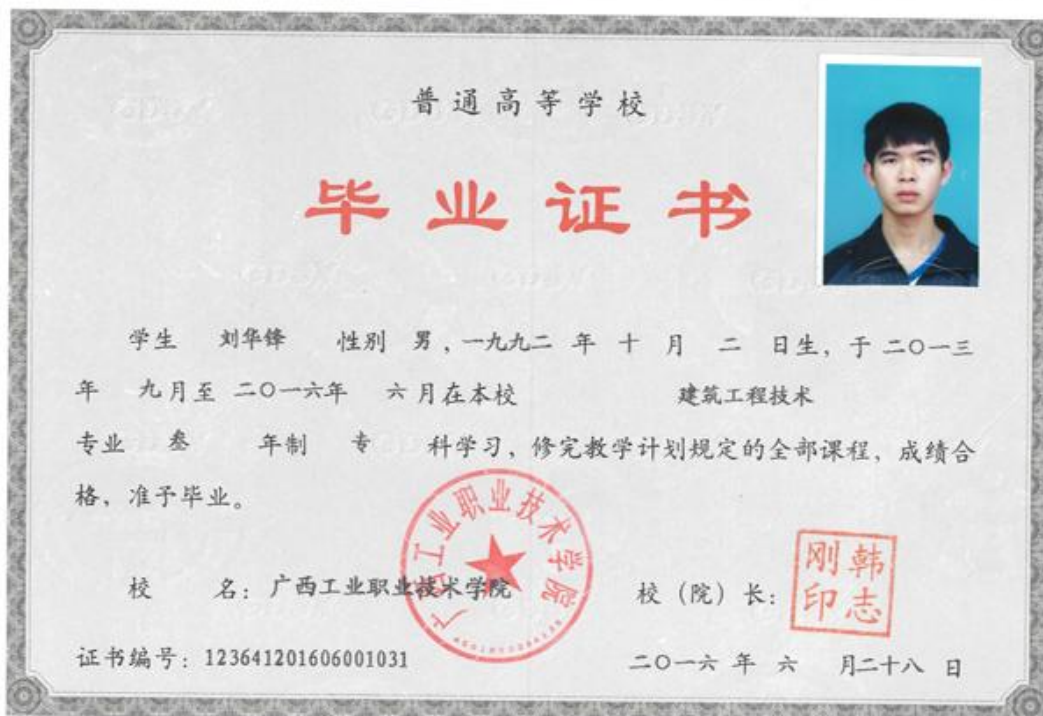 普通高等学校
毕业证书
学生 刘华锋 性别 男，一九九二 年 十 月 二 日生，于 二〇一三
年 九月至 二〇一六年 六月在本校 建筑工程技术
专业 叁 年制 专 科学习，修完教学计划规定的全部课程，成绩合
格，准予毕业。
广西工业职业技术学院
校 名：广西工业职业技术学院
校（院）长：
韩志刚印
证书编号：123641201606001031
二〇一六 年 六 月二十八 日